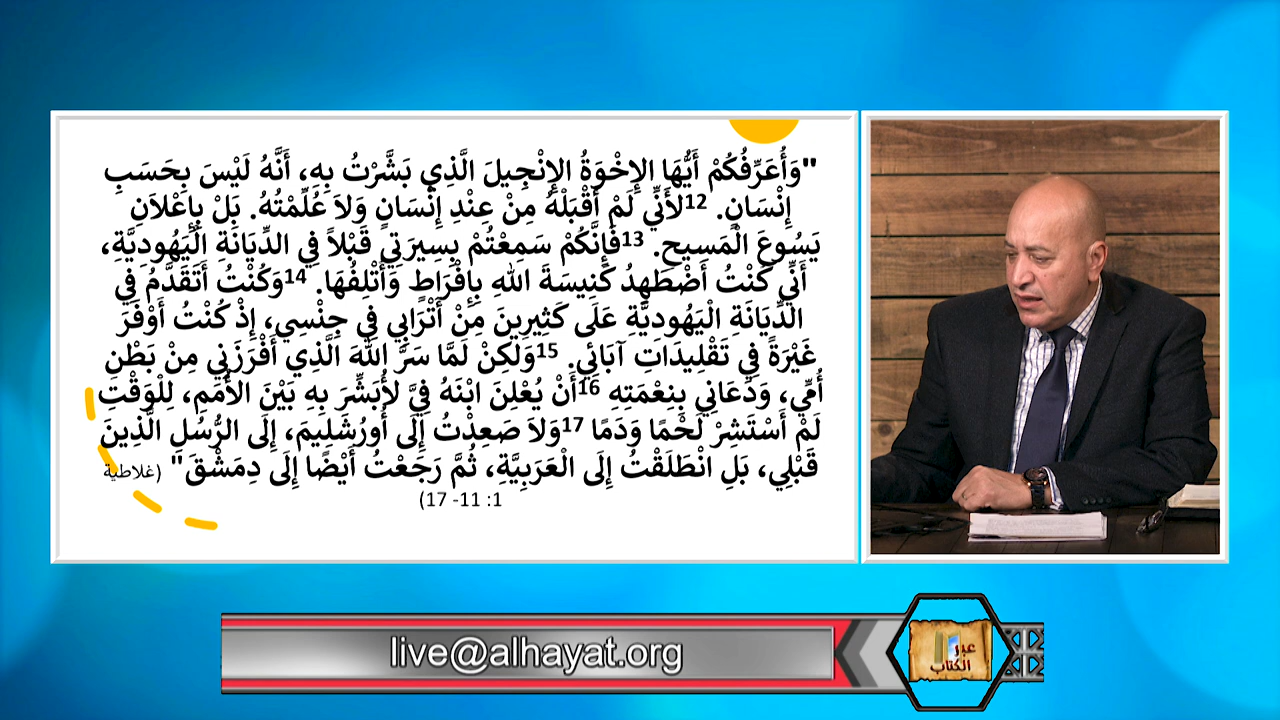 "وَأُعَرِّفُكُمْ أَيُّهَا الإِخْوَةُ الإِنْجِيلَ الَّذِي بَشَّرْتُ بِهِ، أَنَّهُ لَيْسَ بِحَسَبِ
إِنْسَانٍ. 12لأَنِّي لَمْ أَقْبَلْهُ مِنْ عِنْدِ إِنْسَانٍ وَلاَ عُلِّمْتُهُ. بَلْ بِإِعْلاَنِ
يَسُوعَ الْمَسِيحِ. 13فَإِنَّكُمْ سَمِعْتُمْ بِسِيرَتِي قَبْلاً فِي الدِّيَانَةِ الْيَهُودِيَّةِ،
أَنِّي كُنْتُ أَضْطَهِدُ كَنِيسَةَ اللهِ بِإِفْرَاطٍ وَأُتْلِفُهَا. 14وَكُنْتُ أَتَقَدَّمُ فِي
الدِّيَانَةِ الْيَهُودِيَّةِ عَلَى كَثِيرِينَ مِنْ أَتْرَابِي فِي جِنْسِي، إِذْ كُنْتُ أَوْفَرَ
غَيْرَةً فِي تَقْلِيدَاتِ آبَائِي. 15وَلكِنْ لَمَّا سَرَّ اللهَ الَّذِي أَفْرَزَنِي مِنْ بَطْنِ
أُمِّي، وَدَعَانِي بِنِعْمَتِهِ 16أَنْ يُعْلِنَ ابْنَهُ فِيَّ لأُبَشِّرَ بِهِ بَيْنَ الأُمَمِ، لِلْوَقْتِ
لَمْ أَسْتَشِرْ لَحْمًا وَدَمًا 17وَلاَ صَعِدْتُ إِلَى أُورُشَلِيمَ، إِلَى الرُّسُلِ الَّذِينَ
قَبْلِي، بَلِ انْطَلَقْتُ إِلَى الْعَرَبِيَّةِ، ثُمَّ رَجَعْتُ أَيْضًا إِلَى دِمَشْقَ" (غلاطية
1: 11- 17)
live@alhayat.org
عبر
الكتاب